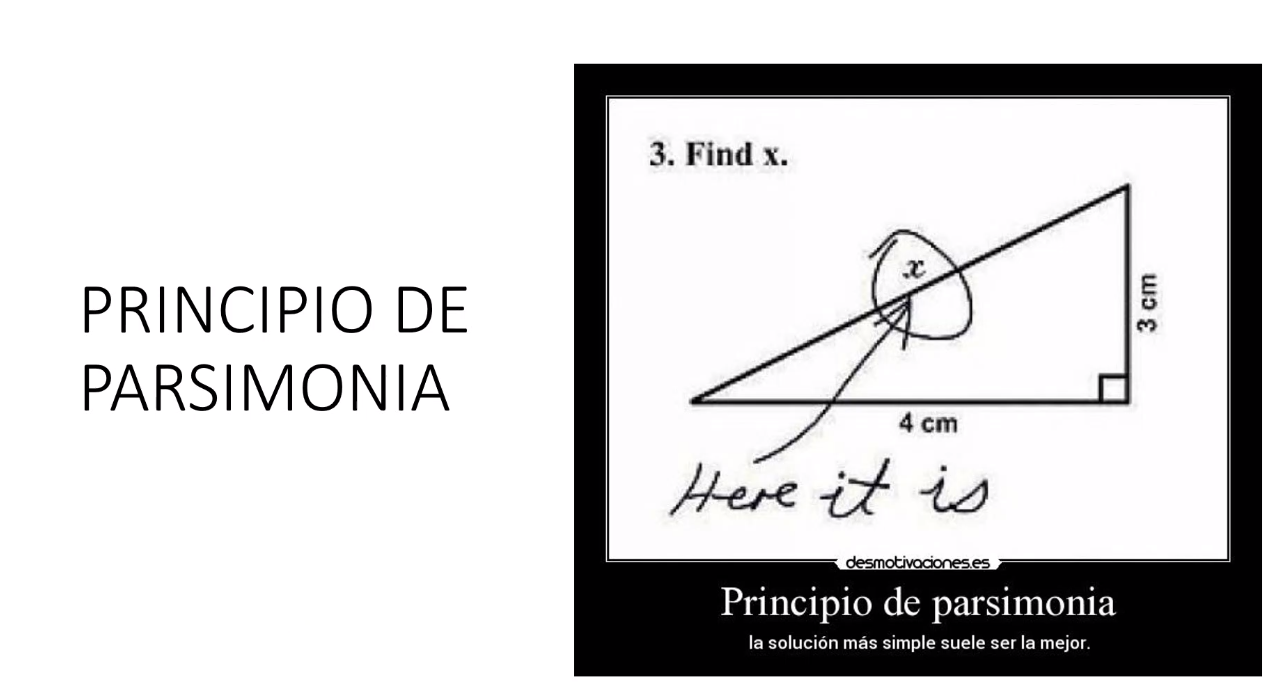 PRINCIPIO DE
PARSIMONIA
3. Find x.
x
3 cm
4 cm
Here it is
desmotivaciones.es
Principio de parsimonia
la solución más simple suele ser la mejor.